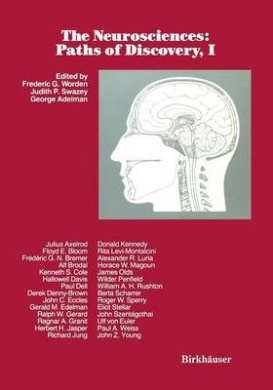 The Neurosciences:
Paths of Discovery, I
Edited by
Frederic G. Worden
Judith P. Swazey
George Adelman
Julius Axelrod
Floyd E. Bloom
Frédéric G. N. Bremer
Alf Brodal
Kenneth S. Cole
Hallowell Davis
Paul Dell
Derek Denny-Brown
John C. Eccles
Gerald M. Edelman
Ralph W. Gerard
Ragnar A. Granit
Herbert H. Jasper
Richard Jung
Donald Kennedy
Rita Levi-Montalcini
Alexander R. Luria
Horace W. Magoun
James Olds
Wilder Penfield
William A. H. Rushton
Berta Scharrer
Roger W. Sperry
Eliot Stellar
John Szentágothai
Ulf von Euler
Paul A. Weiss
John Z. Young
Birkhäuser